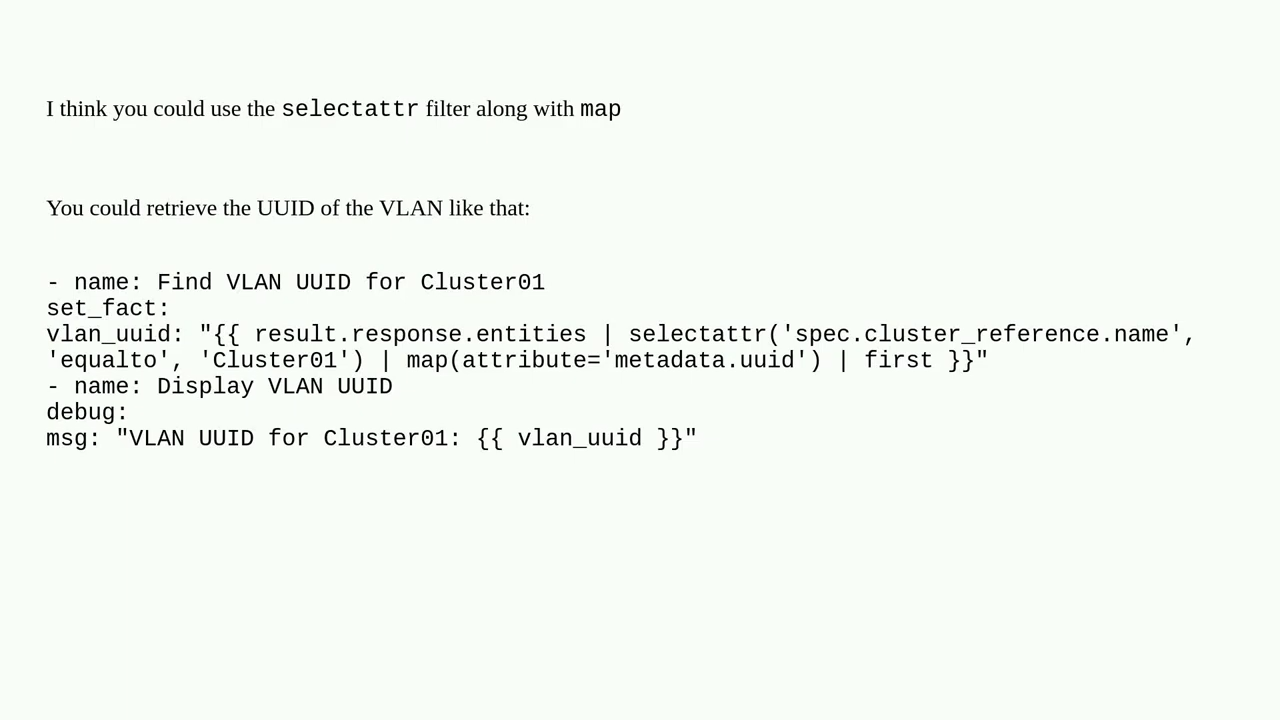 I think you could use the selectattr filter along with map
You could retrieve the UUID of the VLAN like that:
- name: Find VLAN UUID for Cluster01
set_fact:
vlan_uuid: "{{ result.response.entities | selectattr('spec.cluster_reference.name',
'equalto', 'Cluster01') | map(attribute='metadata.uuid') | first }}"
- name: Display VLAN UUID
debug:
msg: "VLAN UUID for Cluster01: {{ vlan_uuid }}"